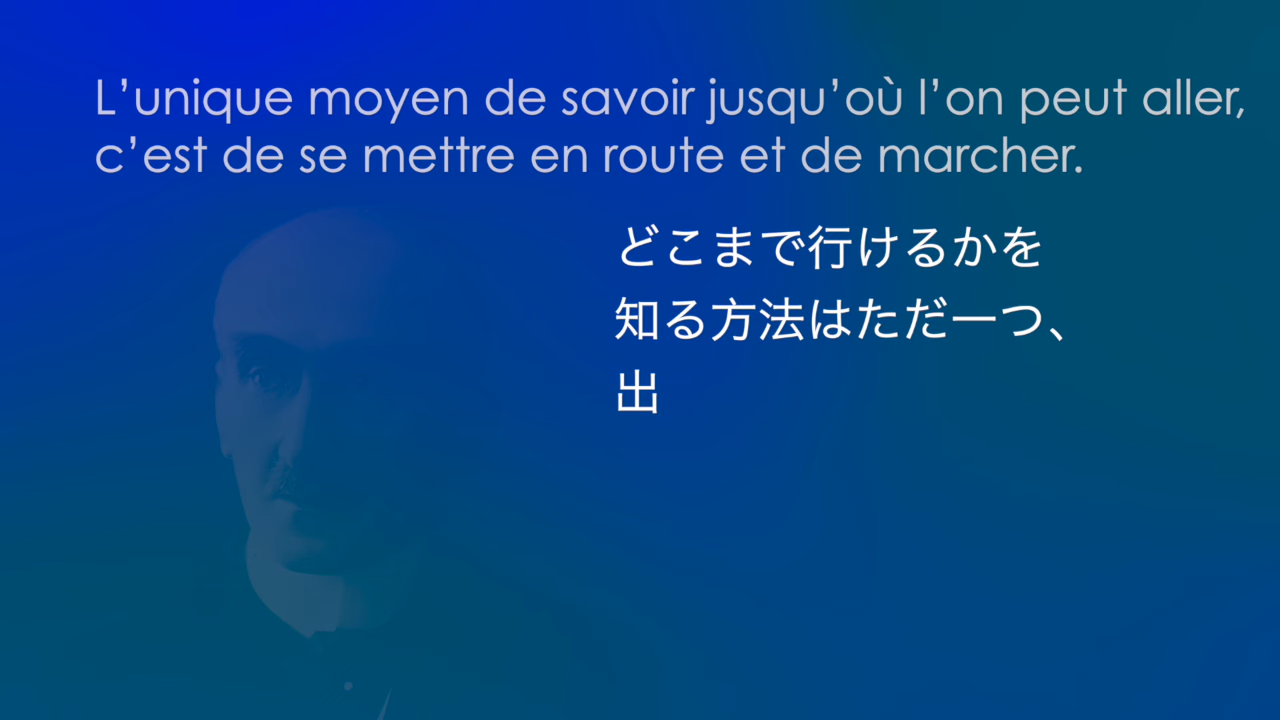 L’unique moyen de savoir jusqu’où l’on peut aller,
c’est de se mettre en route et de marcher.
どこまで行けるかを
知る方法はただ一つ、
出